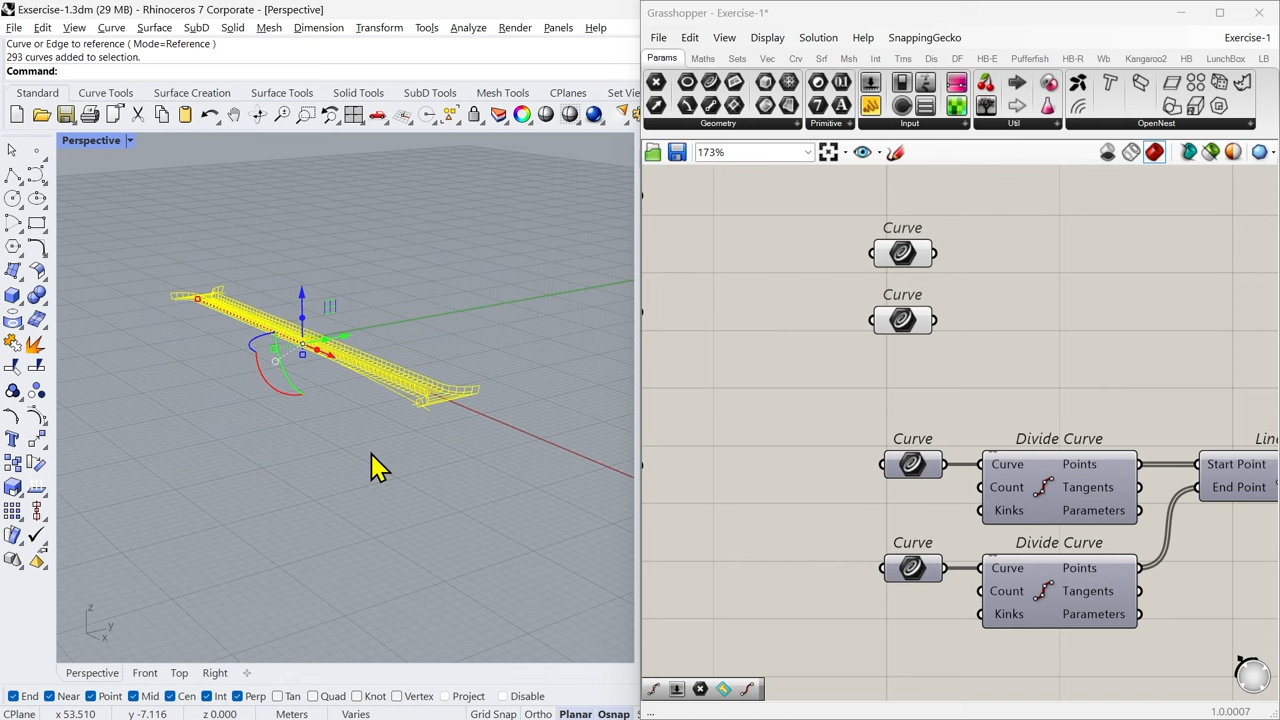 Exsercise-1.3dm (29 MB) - Rhinoceros 7 Corporate - [Perspective]
File Edit View Curve Surface SubD Solid Mesh Dimension Transform Tools Analyze Render Panels Help
Curve or Edge to reference ( Mode=Reference )
293 curves added to selection.
Command:
Standard Curve Tools Surface Creation Surface Tools Solid Tools SubD Tools Mesh Tools CPlanes Set Vie
Perspective
z
y
x
Perspective Front Top Right
End Near Point Mid Cen Int Perp Tan Quad Knot Vertex Project Disable
CPlane x 53.510 y -7.116 z 0.000 Meters Varies Grid Snap Ortho Planar Osnap
Grasshopper - Exercise-1*
File Edit View Display Solution Help SnappingGecko Exercise-1
Params Maths Sets Vec Crv Srf Msh Int Trns Dis HB-E Pufferfish HB-R Kangaroo2 HB DF LunchBox LB
Geometry Primitive Input Util OpenNest
173%
Curve
Curve
Curve Divide Curve Lin
Curve Points Start Point
Count Tangents End Point
Kinks Parameters
Curve Divide Curve
Curve Points
Count Tangents
Kinks Parameters
... 1.0.0007